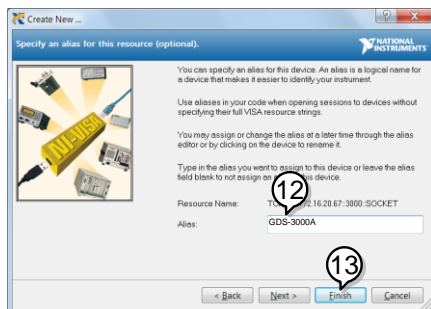 Create New ...
Specify an alias for this resource (optional).
NATIONAL
INSTRUMENTS
You can specify an alias for this device. An alias is a logical name for
a device that makes it easier to identify your instrument.
Use aliases in your code when opening sessions to devices without
specifying their full VISA resource strings.
You may assign or change the alias at a later time through the alias
editor or by clicking on the device to rename it.
Type in the alias you want to assign to this device or leave the alias
field blank to not assign an this device.
NI-VISA
12
Resource Name: 72.16.20.67::3000::SOCKET
Alias: GDS-3000A
13
< Back Next > Finish Cancel